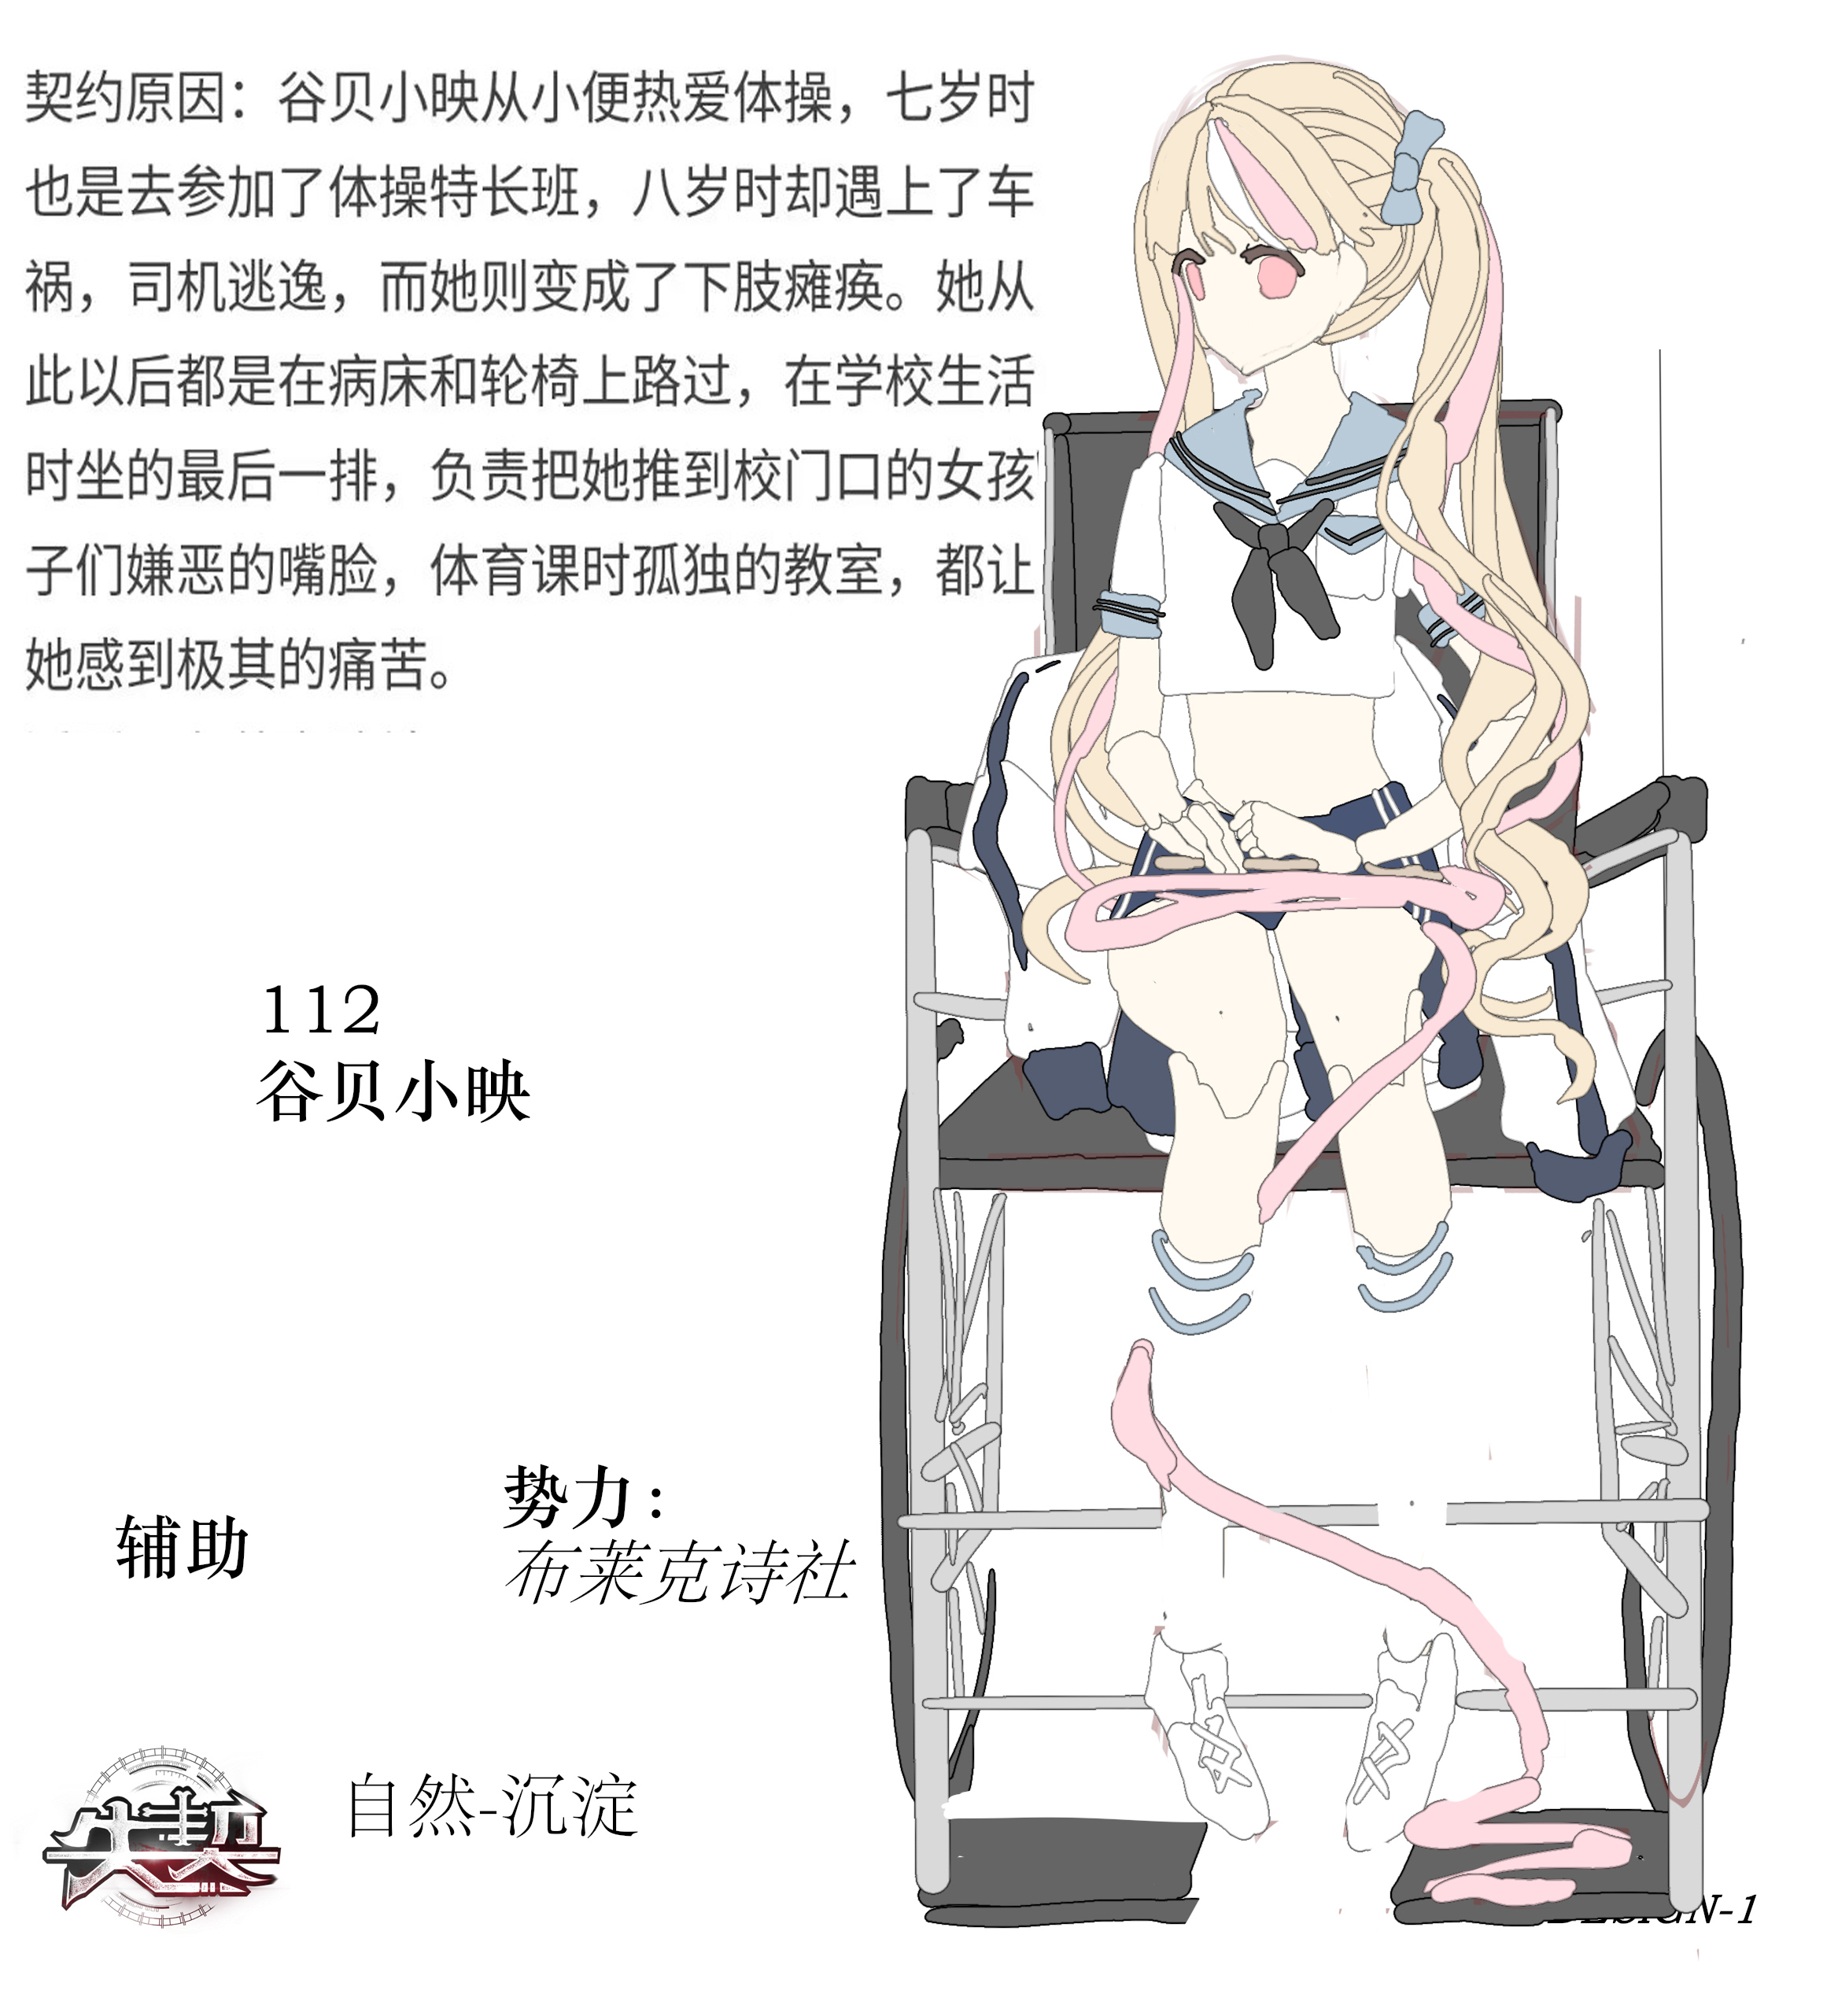 契约原因：谷贝小映从小便热爱体操，七岁时
也是去参加了体操特长班，八岁时却遇上了车
祸，司机逃逸，而她则变成了下肢瘫痪。她从
此以后都是在病床和轮椅上路过，在学校生活
时坐的最后一排，负责把她推到校门口的女孩
子们嫌恶的嘴脸，体育课时孤独的教室，都让
她感到极其的痛苦。
112
谷贝小映
势力：
布莱克诗社
辅助
自然-沉淀
失契
DESIGN-1